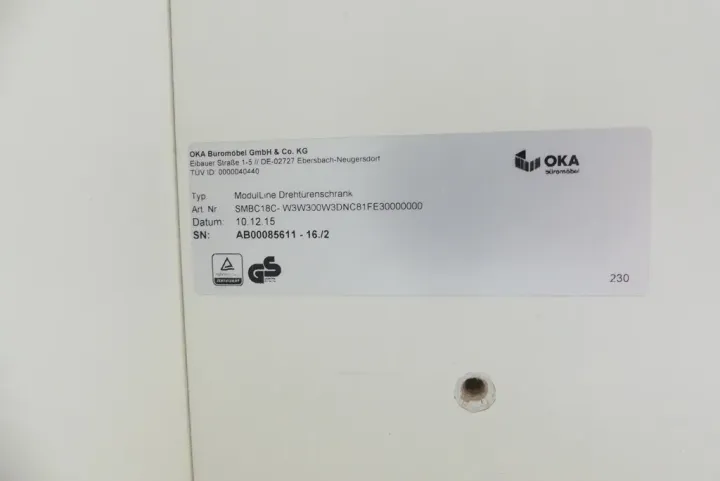 OKA Büromöbel GmbH & Co. KG
Eibauer Straße 1-5 // DE-02727 Ebersbach-Neugersdorf
TÜV ID: 0000040440
OKA
BÜROMÖBEL
Typ ModulLine Drehtürenschrank
Art. Nr SMBC18C- W3W300W3DNC81FE30000000
Datum: 10.12.15
SN: AB00085611 - 16./2
GS
230